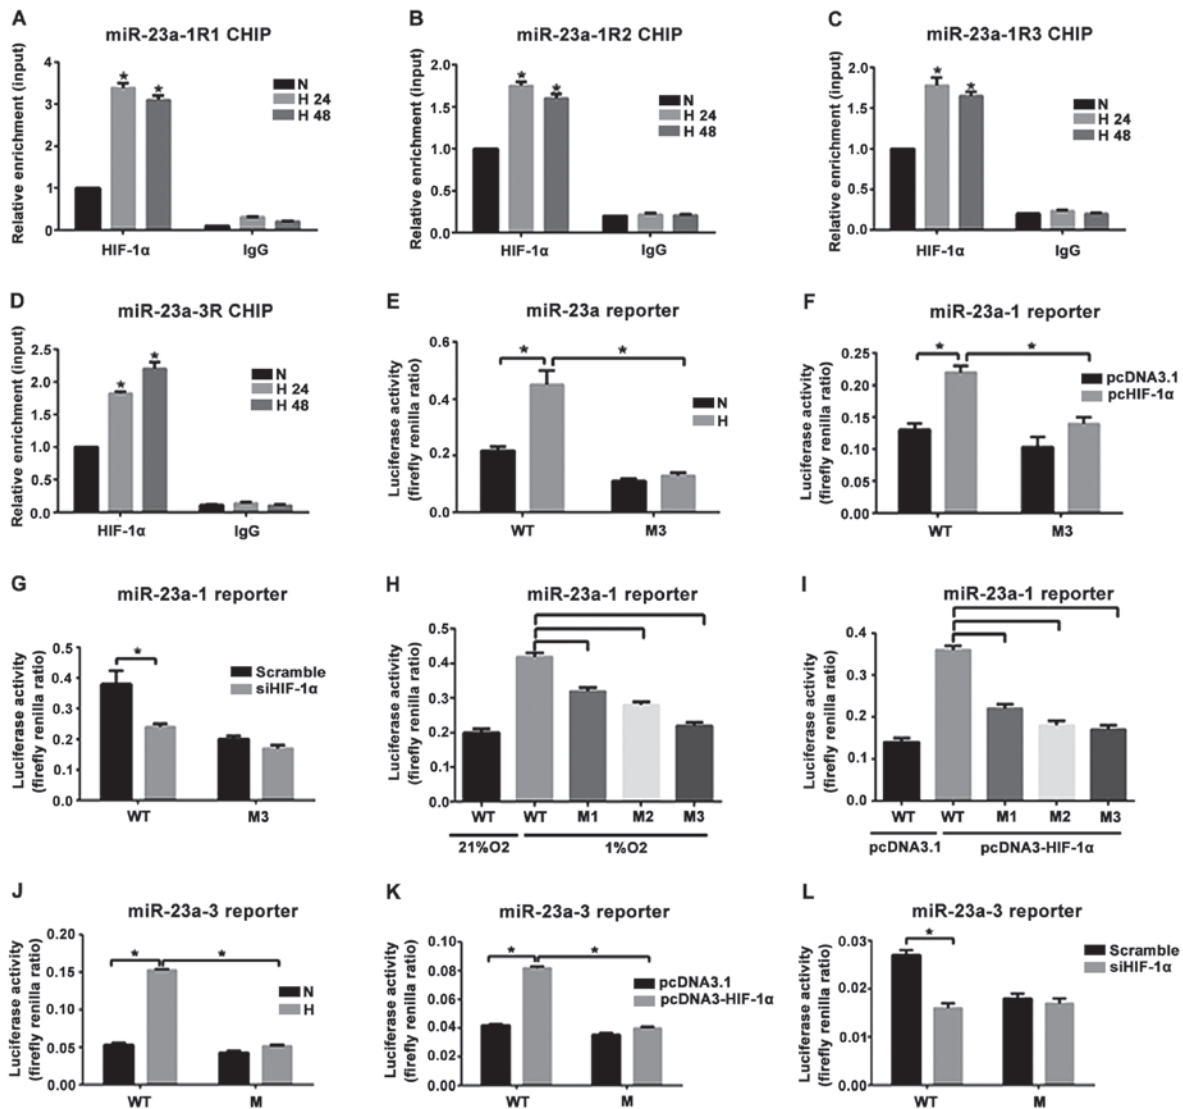 A
miR-23a-1R1 CHIP
Relative enrichment (input)
4
3
2
1
0
*
*
N
H 24
H 48
HIF-1α
IgG
B
miR-23a-1R2 CHIP
Relative enrichment (input)
2.0
1.5
1.0
0.5
0.0
*
*
N
H 24
H 48
HIF-1α
IgG
C
miR-23a-1R3 CHIP
Relative enrichment (input)
2.0
1.5
1.0
0.5
0.0
*
*
N
H 24
H 48
HIF-1α
IgG
D
miR-23a-3R CHIP
Relative enrichment (input)
2.5
2.0
1.5
1.0
0.5
0.0
*
*
N
H 24
H 48
HIF-1α
IgG
E
miR-23a reporter
Luciferase activity
(firefly renilla ratio)
0.6
0.4
0.2
0.0
*
*
N
H
WT
M3
F
miR-23a-1 reporter
Luciferase activity
(firefly renilla ratio)
0.25
0.20
0.15
0.10
0.05
0.00
*
*
pcDNA3.1
pcHIF-1α
WT
M3
G
miR-23a-1 reporter
Luciferase activity
(firefly renilla ratio)
0.5
0.4
0.3
0.2
0.1
0.0
*
Scramble
siHIF-1α
WT
M3
H
miR-23a-1 reporter
Luciferase activity
(firefly renilla ratio)
0.5
0.4
0.3
0.2
0.1
0.0
WT WT M1 M2 M3
21%O2 1%O2
I
miR-23a-1 reporter
Luciferase activity
(firefly renilla ratio)
0.4
0.3
0.2
0.1
0.0
WT WT M1 M2 M3
pcDNA3.1 pcDNA3-HIF-1α
J
miR-23a-3 reporter
Luciferase activity
(firefly renilla ratio)
0.20
0.15
0.10
0.05
0.00
*
*
N
H
WT
M
K
miR-23a-3 reporter
Luciferase activity
(firefly renilla ratio)
0.10
0.08
0.06
0.04
0.02
0.00
*
*
pcDNA3.1
pcDNA3-HIF-1α
WT
M
L
miR-23a-3 reporter
Luciferase activity
(firefly renilla ratio)
0.03
0.02
0.01
0.00
*
Scramble
siHIF-1α
WT
M